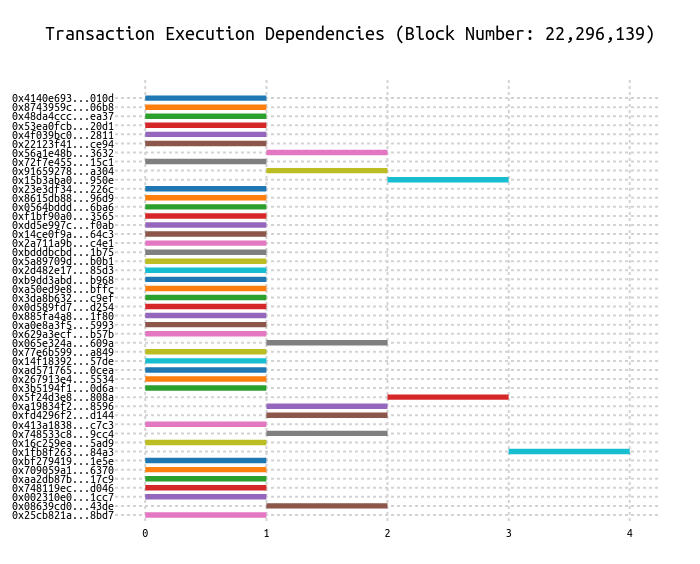 Transaction Execution Dependencies (Block Number: 22,296,139)
0x4140e693...010d
0x8743959c...06b8
0x48da4ccc...ea37
0x53ea0fcb...20d1
0x4f039bc0...2811
0x22123f41...ce94
0x56a1e48b...3632
0x72f7e455...15c1
0x91659278...a304
0x15b3aba0...950e
0x23e3df34...226c
0x8615db88...96d9
0x0564bddd...6ba6
0xf1bf90a0...3565
0xdd5e997c...f0ab
0x14ce0f9a...64c3
0x2a711a9b...c4e1
0xbdddbcbd...1b75
0x5a89709d...b0b1
0x2d482e17...85d3
0xb9dd3abd...b968
0xa50ed9e8...bffc
0x3da8b632...c9ef
0x0d589fd7...d254
0x885fa4a8...1f80
0xa0e8a3f5...5993
0x629a3ecf...b57b
0x065e324a...609a
0x77e6b599...a849
0x14f18392...57de
0xad571765...0cea
0x267913e4...5534
0x3b5194f1...0d6a
0x5f24d3e8...808a
0xa19834f2...8596
0xfd4296f2...d144
0x413a1838...c7c3
0x748533c8...9cc4
0x16c259ea...5ad9
0x1fb8f263...84a3
0xbf279419...1e5e
0x709059a1...6370
0xaa2db87b...17c9
0x748119ec...d046
0x002310e0...1cc7
0x08639cd0...43de
0x25cb821a...8bd7
0 1 2 3 4